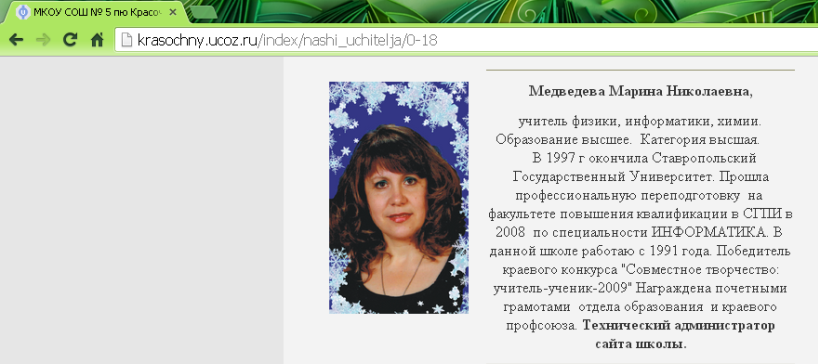 МКОУ СОШ № 5 пю Красоч
krasochny.ucoz.ru/index/nashi_uchitelja/0-18
Медведева Марина Николаевна,
учитель физики, информатики, химии.
Образование высшее. Категория высшая.
В 1997 г окончила Ставропольский
Государственный Университет. Прошла
профессиональную переподготовку на
факультете повышения квалификации в СГПИ в
2008 по специальности ИНФОРМАТИКА. В
данной школе работаю с 1991 года. Победитель
краевого конкурса "Совместное творчество:
учитель-ученик-2009" Награждена почетными
грамотами отдела образования и краевого
профсоюза. Технический администратор
сайта школы.